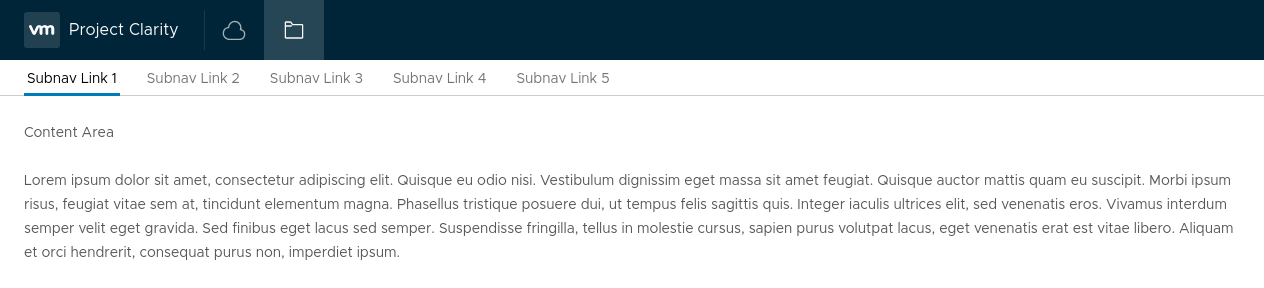 vm Project Clarity
Subnav Link 1 Subnav Link 2 Subnav Link 3 Subnav Link 4 Subnav Link 5
Content Area
Lorem ipsum dolor sit amet, consectetur adipiscing elit. Quisque eu odio nisi. Vestibulum dignissim eget massa sit amet feugiat. Quisque auctor mattis quam eu suscipit. Morbi ipsum
risus, feugiat vitae sem at, tincidunt elementum magna. Phasellus tristique posuere dui, ut tempus felis sagittis quis. Integer iaculis ultrices elit, sed venenatis eros. Vivamus interdum
semper velit eget gravida. Sed finibus eget lacus sed semper. Suspendisse fringilla, tellus in molestie cursus, sapien purus volutpat lacus, eget venenatis erat est vitae libero. Aliquam
et orci hendrerit, consequat purus non, imperdiet ipsum.